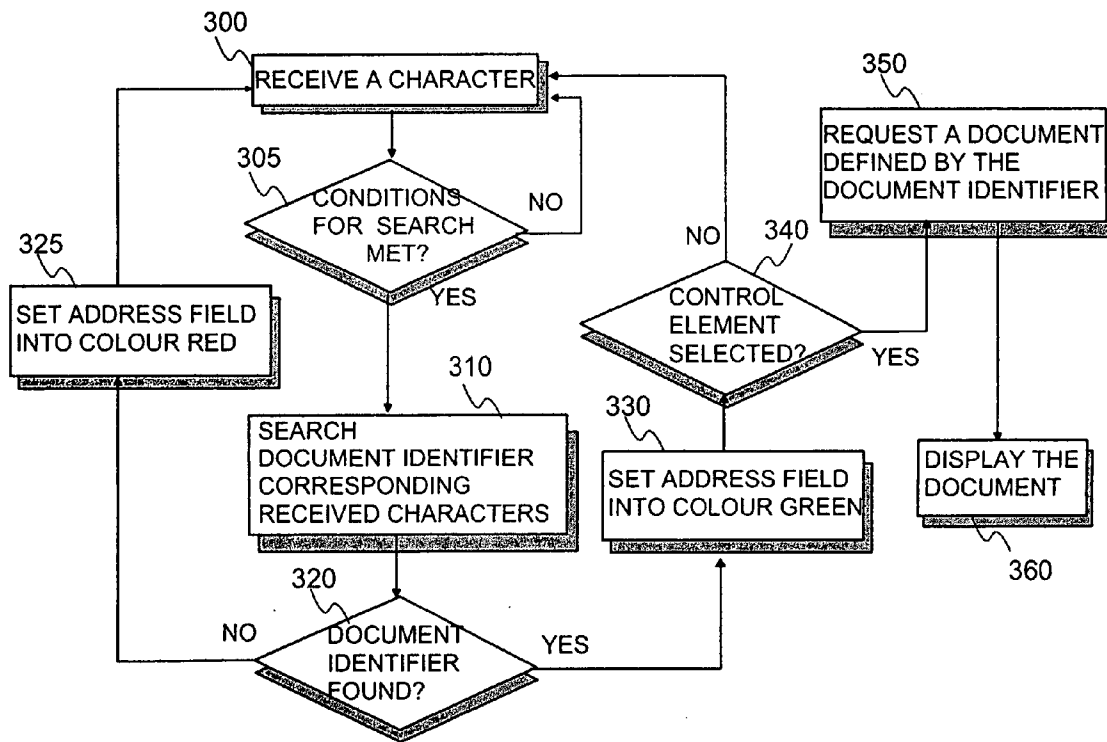 300
RECEIVE A CHARACTER
305
CONDITIONS
FOR SEARCH
MET?
NO
YES
310
SEARCH
DOCUMENT IDENTIFIER
CORRESPONDING
RECEIVED CHARACTERS
320
DOCUMENT
IDENTIFIER
FOUND?
NO
YES
325
SET ADDRESS FIELD
INTO COLOUR RED
330
SET ADDRESS FIELD
INTO COLOUR GREEN
340
CONTROL
ELEMENT
SELECTED?
NO
YES
350
REQUEST A DOCUMENT
DEFINED BY THE
DOCUMENT IDENTIFIER
DISPLAY THE
DOCUMENT
360